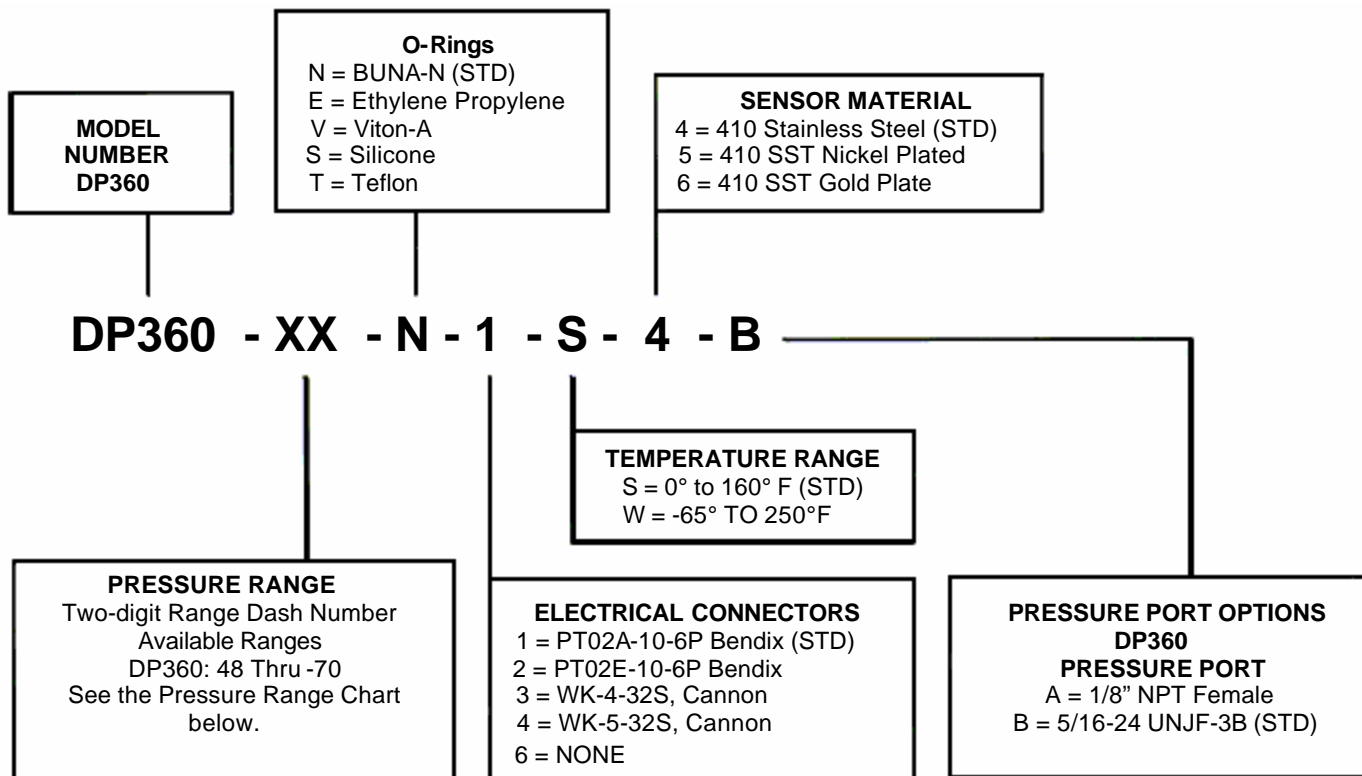 MODEL
NUMBER
DP360
O-Rings
N = BUNA-N (STD)
E = Ethylene Propylene
V = Viton-A
S = Silicone
T = Teflon
SENSOR MATERIAL
4 = 410 Stainless Steel (STD)
5 = 410 SST Nickel Plated
6 = 410 SST Gold Plate
DP360 - XX - N - 1 - S - 4 - B
TEMPERATURE RANGE
S = 0° to 160° F (STD)
W = -65° TO 250°F
PRESSURE RANGE
Two-digit Range Dash Number
Available Ranges
DP360: 48 Thru -70
See the Pressure Range Chart
below.
ELECTRICAL CONNECTORS
1 = PT02A-10-6P Bendix (STD)
2 = PT02E-10-6P Bendix
3 = WK-4-32S, Cannon
4 = WK-5-32S, Cannon
6 = NONE
PRESSURE PORT OPTIONS
DP360
PRESSURE PORT
A = 1/8” NPT Female
B = 5/16-24 UNJF-3B (STD)